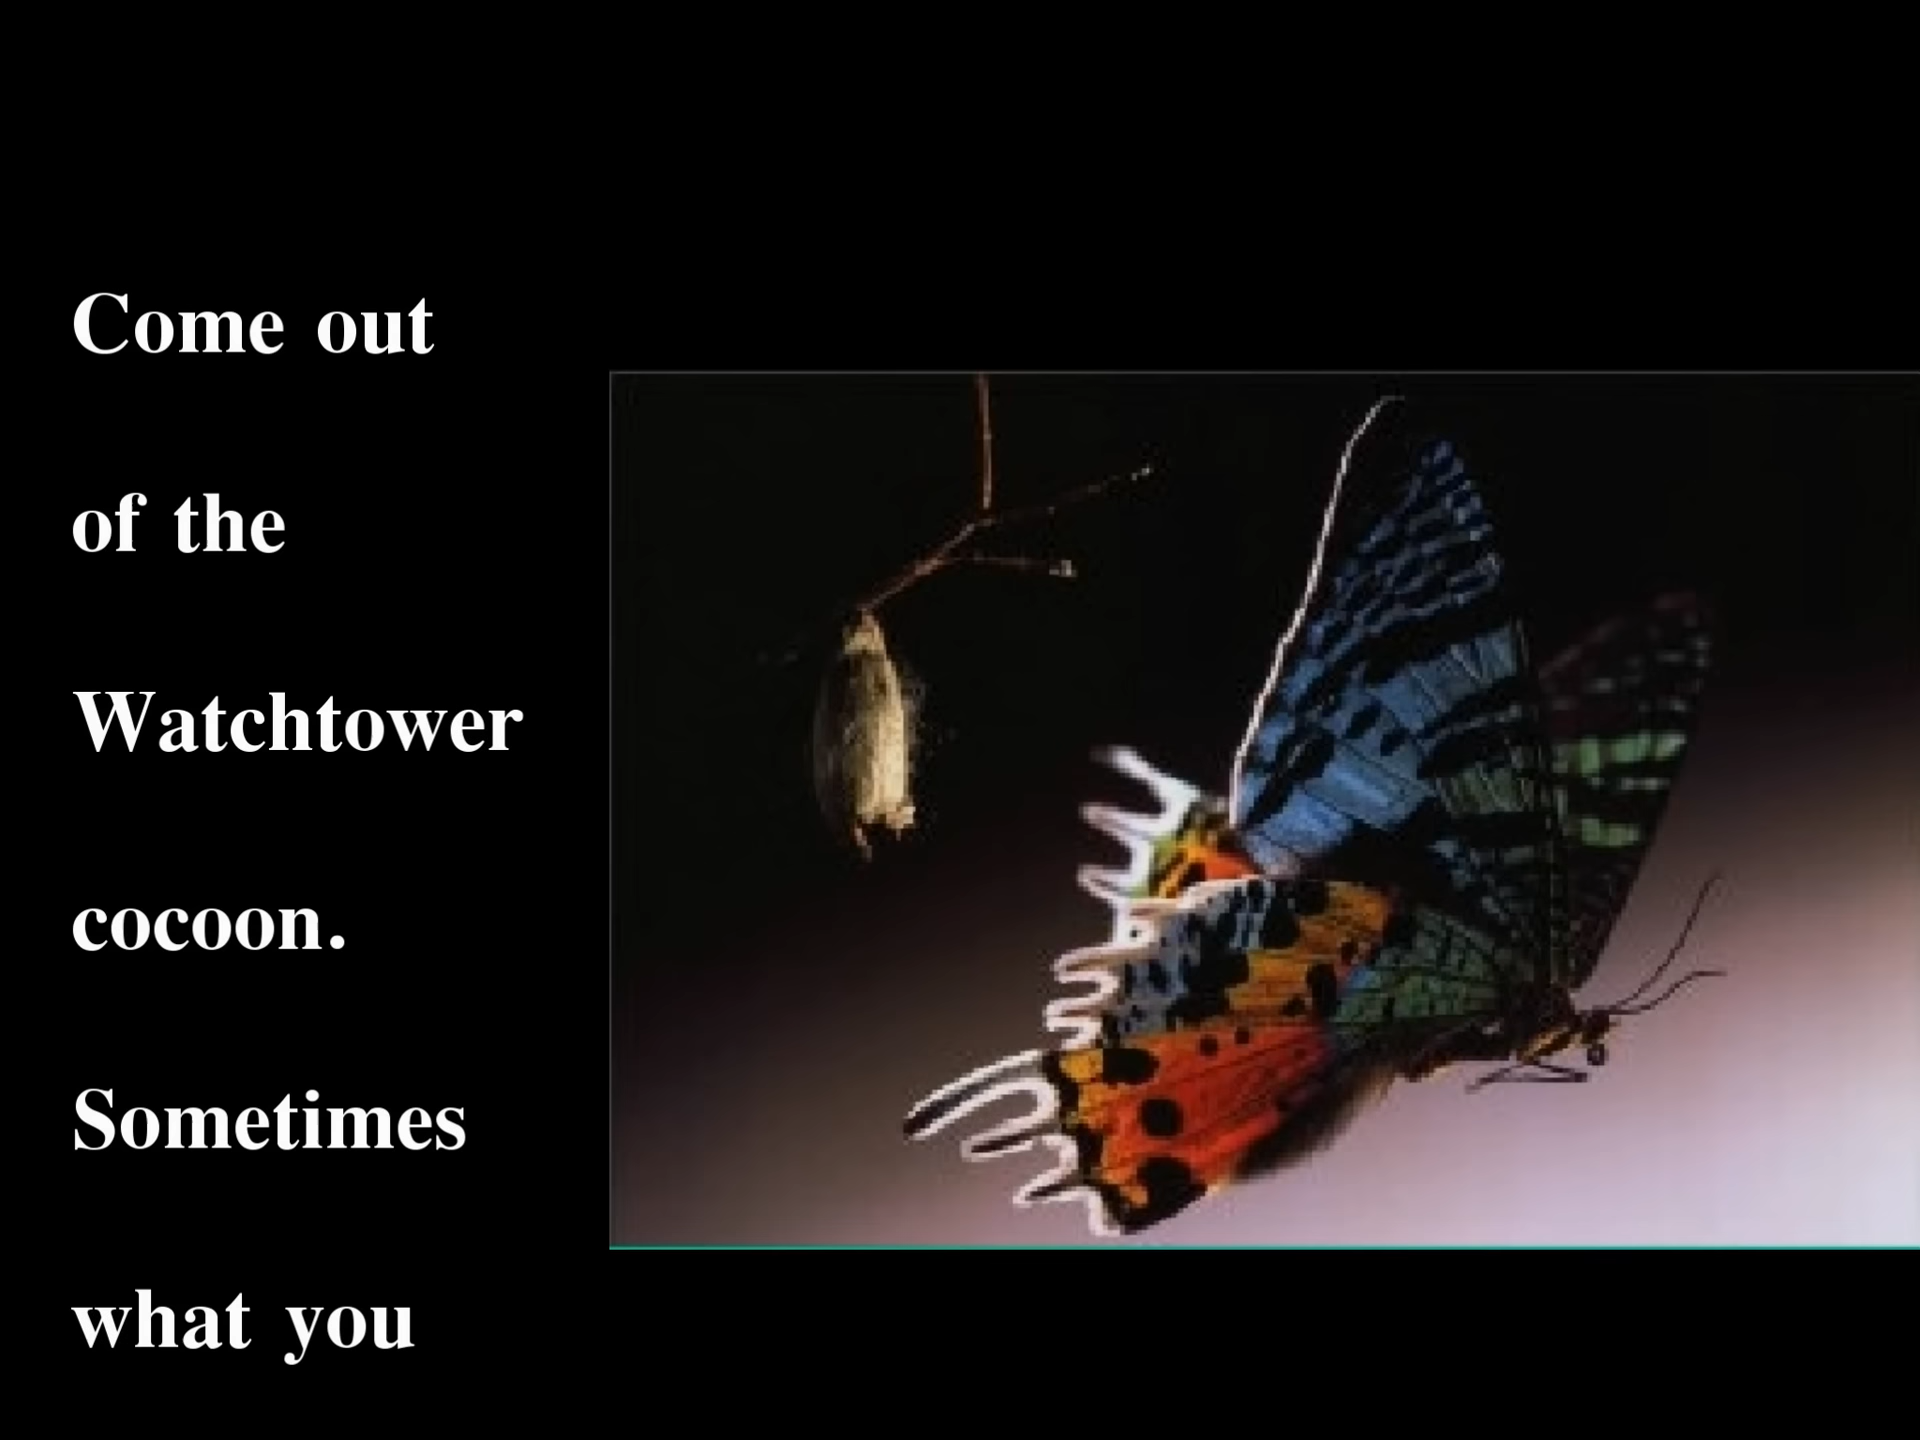 Come out
of the
Watchtower
cocoon.
Sometimes
what you